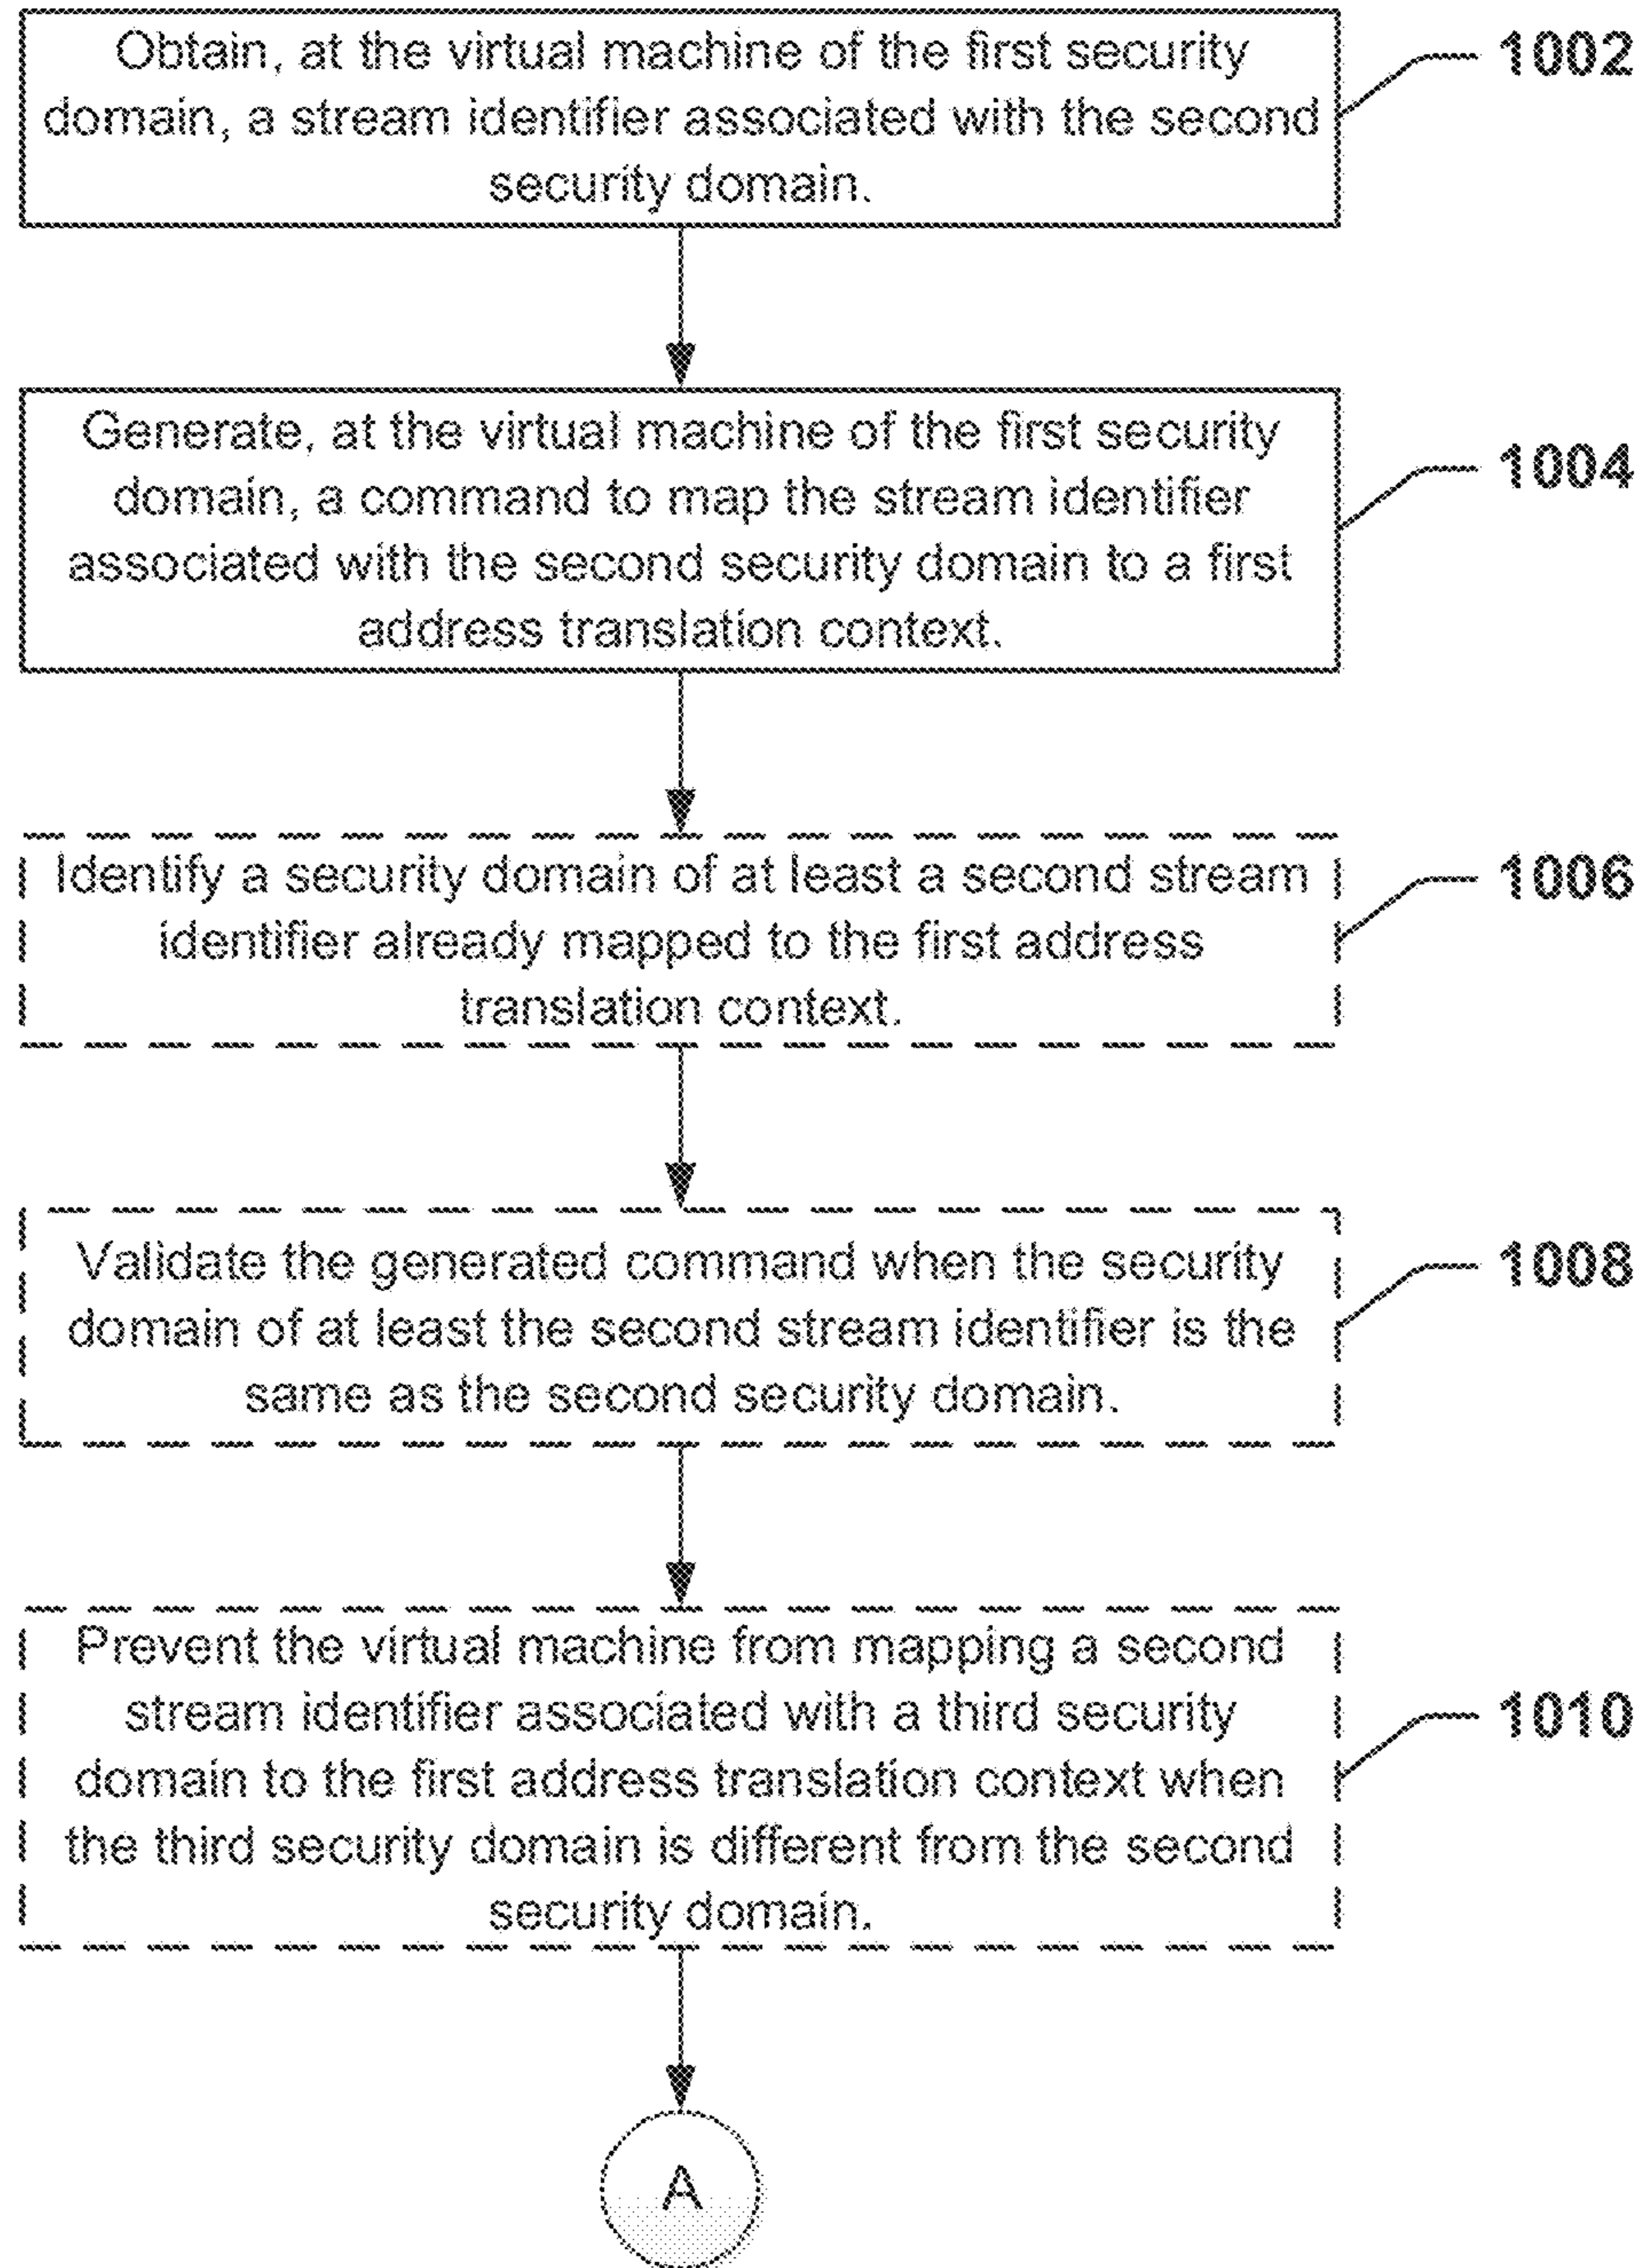 Obtain, at the virtual machine of the first security
domain, a stream identifier associated with the second
security domain.
1002
Generate, at the virtual machine of the first security
domain, a command to map the stream identifier
associated with the second security domain to a first
address translation context.
1004
Identify a security domain of at least a second stream
identifier already mapped to the first address
translation context.
1006
Validate the generated command when the security
domain of at least the second stream identifier is the
same as the second security domain.
1008
Prevent the virtual machine from mapping a second
stream identifier associated with a third security
domain to the first address translation context when
the third security domain is different from the second
security domain.
1010
A